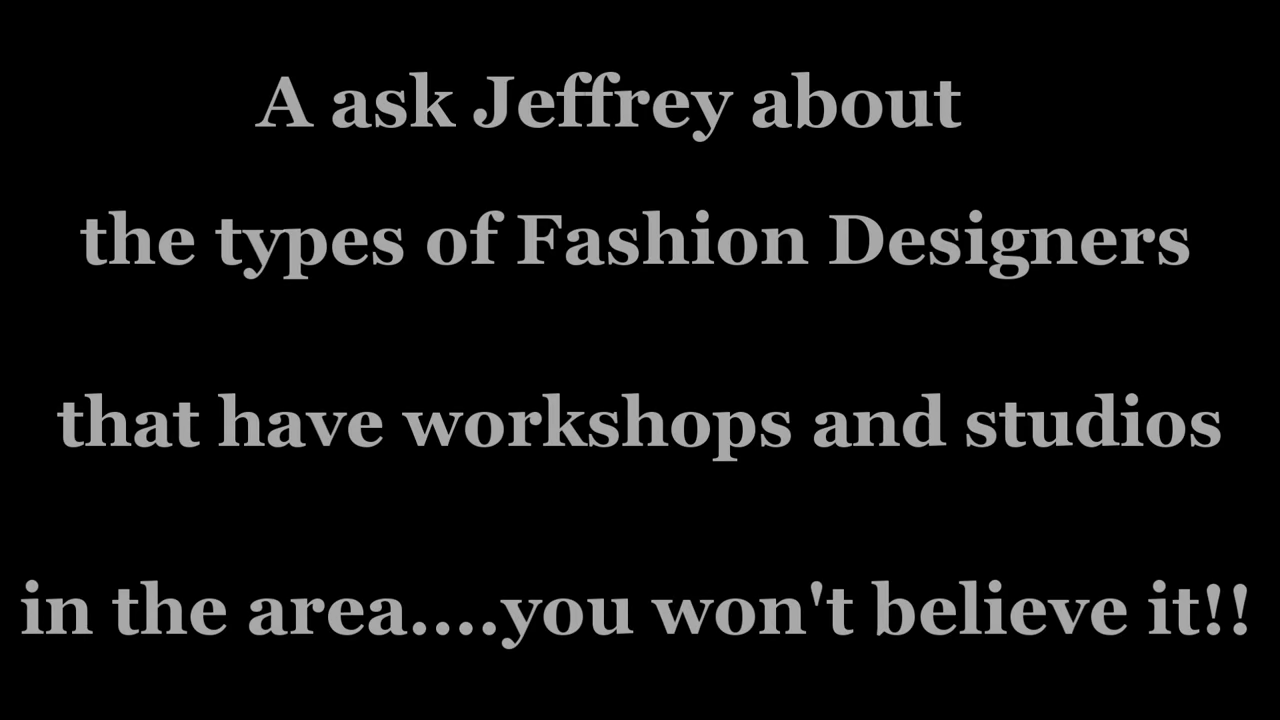 A ask Jeffrey about
the types of Fashion Designers
that have workshops and studios
in the area....you won't believe it!!